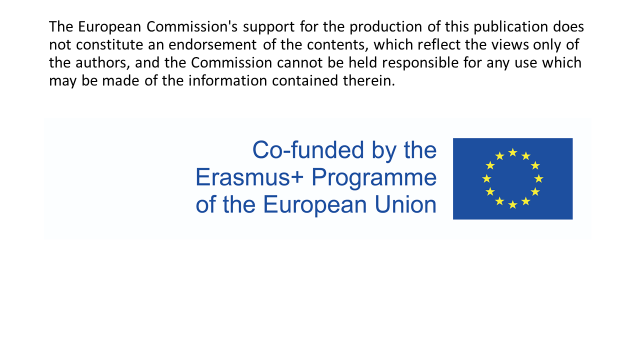 The European Commission's support for the production of this publication does
not constitute an endorsement of the contents, which reflect the views only of
the authors, and the Commission cannot be held responsible for any use which
may be made of the information contained therein.
Co-funded by the
Erasmus+ Programme
of the European Union